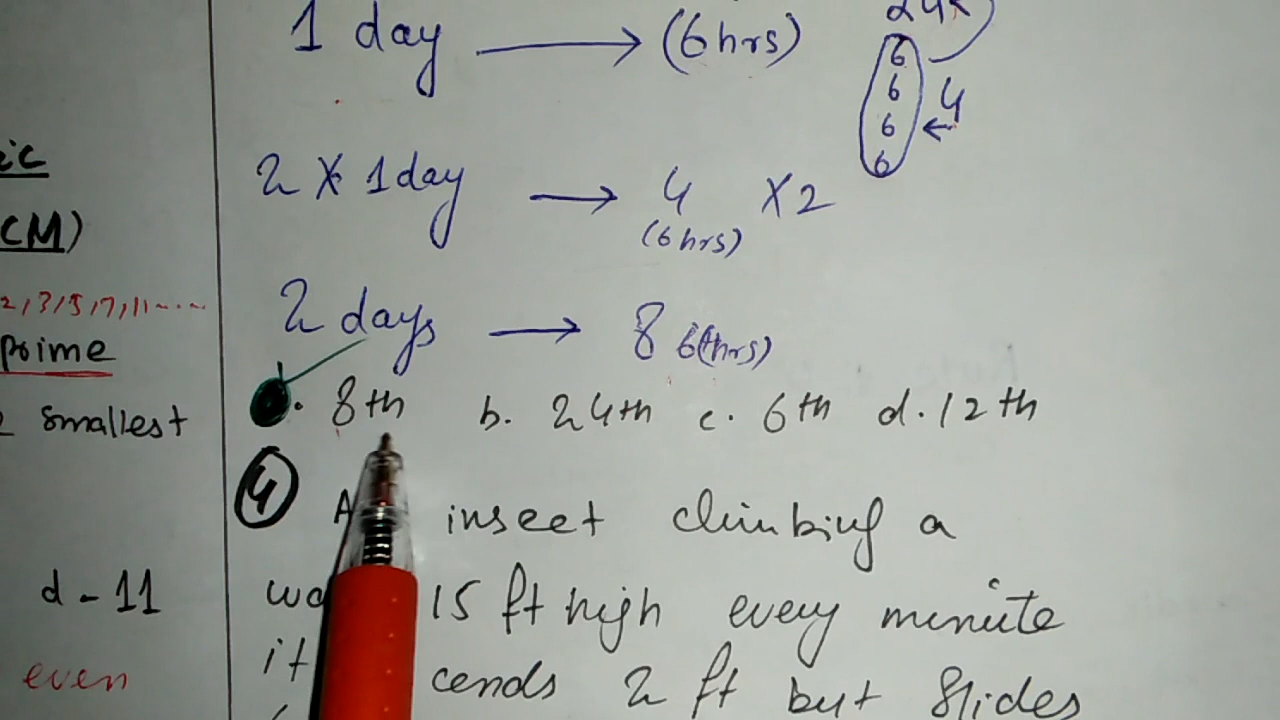 1 day → (6 hrs)
24
6
6
6
6
← 4
2 X 1 day → 4 X 2
(6 hrs)
2 days → 8 6(hrs)
. 8th b. 24th c. 6th d. 12th
(4) insect climbing a
15 ft high every minute
it cends 2 ft but Slides
CM)
2,3,5,7,11....
Prime
2 smallest
d - 11
even